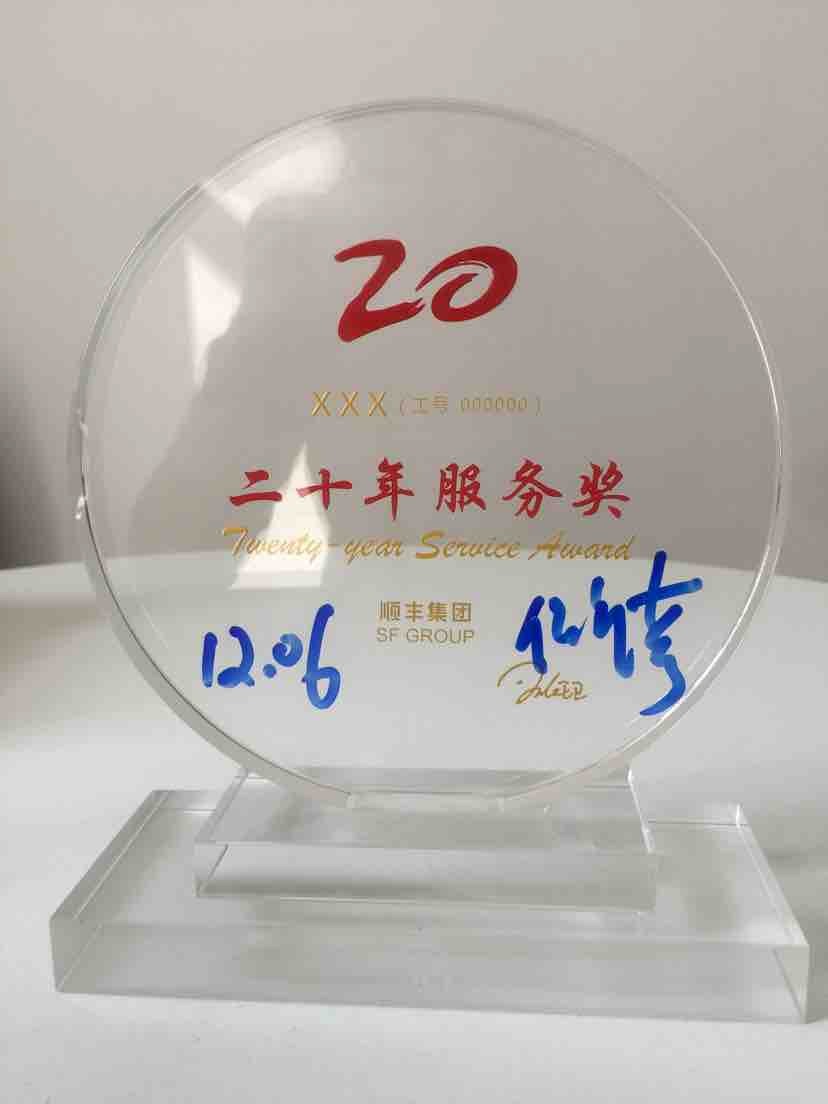 20
XXX(工号 000000)
二十年服务奖
Twenty-year Service Award
顺丰集团
SF GROUP
12.06